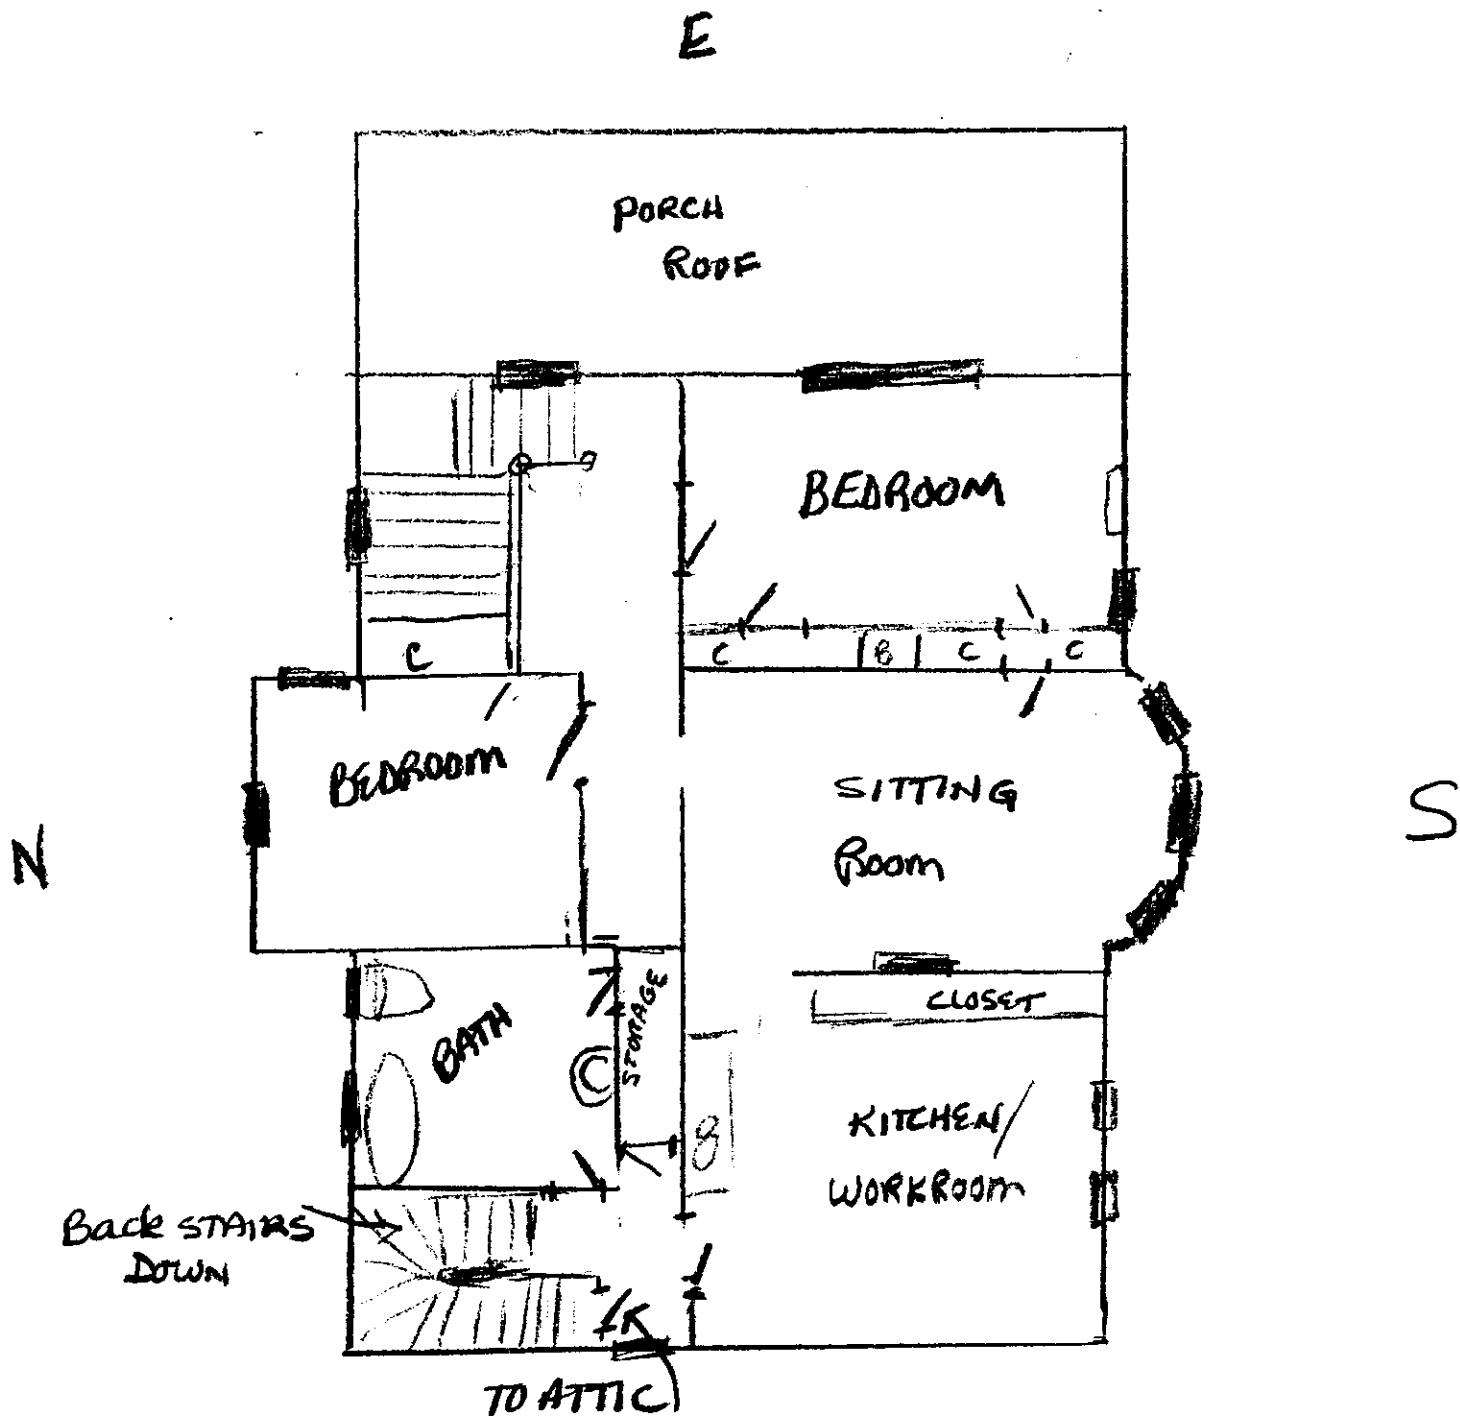 E
PORCH
ROOF
BEDROOM
C
C
B
C
C
BEDROOM
SITTING
Room
N
S
BATH
STORAGE
CLOSET
B
KITCHEN/
WORKROOM
Back STAIRS
DOWN
TO ATTIC